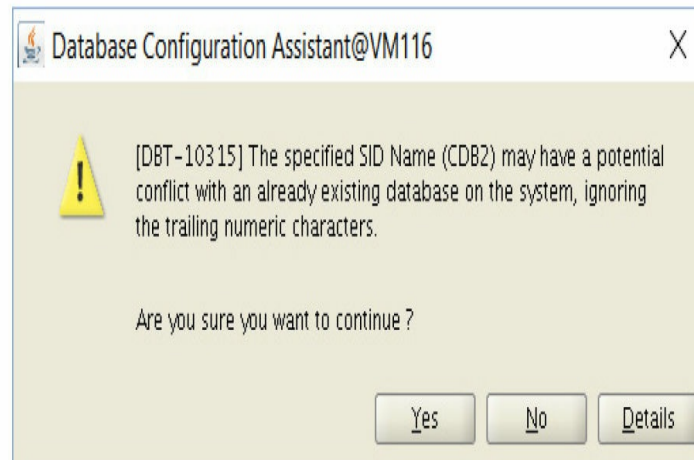 Database Configuration Assistant@VM116
[DBT-10315] The specified SID Name (CDB2) may have a potential
conflict with an already existing database on the system, ignoring
the trailing numeric characters.
Are you sure you want to continue ?
Yes No Details